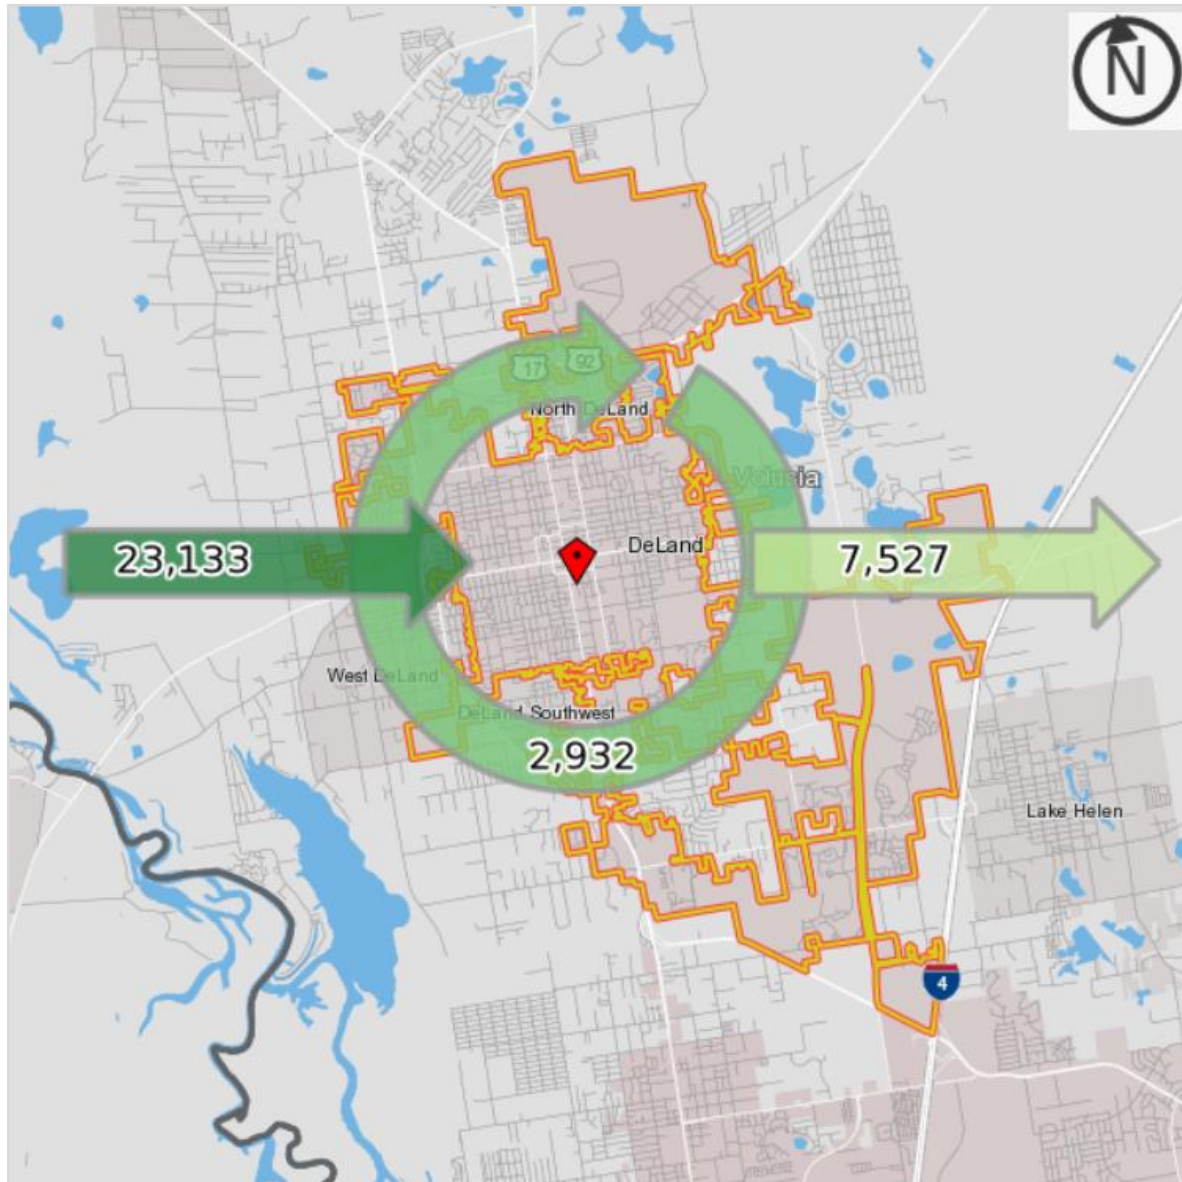 N
17
92
North DeLand
Volusia
23,133
DeLand
7,527
West DeLand
DeLand Southwest
2,932
Lake Helen
4